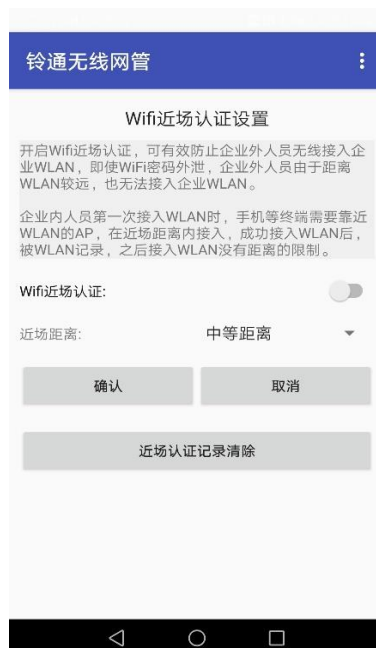 铃通无线网管
Wifi近场认证设置
开启Wifi近场认证，可有效防止企业外人员无线接入企
业WLAN，即使WiFi密码外泄，企业外人员由于距离
WLAN较远，也无法接入企业WLAN。
企业内人员第一次接入WLAN时，手机等终端需要靠近
WLAN的AP，在近场距离内接入，成功接入WLAN后，
被WLAN记录，之后接入WLAN没有距离的限制。
Wifi近场认证:
近场距离: 中等距离
确认 取消
近场认证记录清除